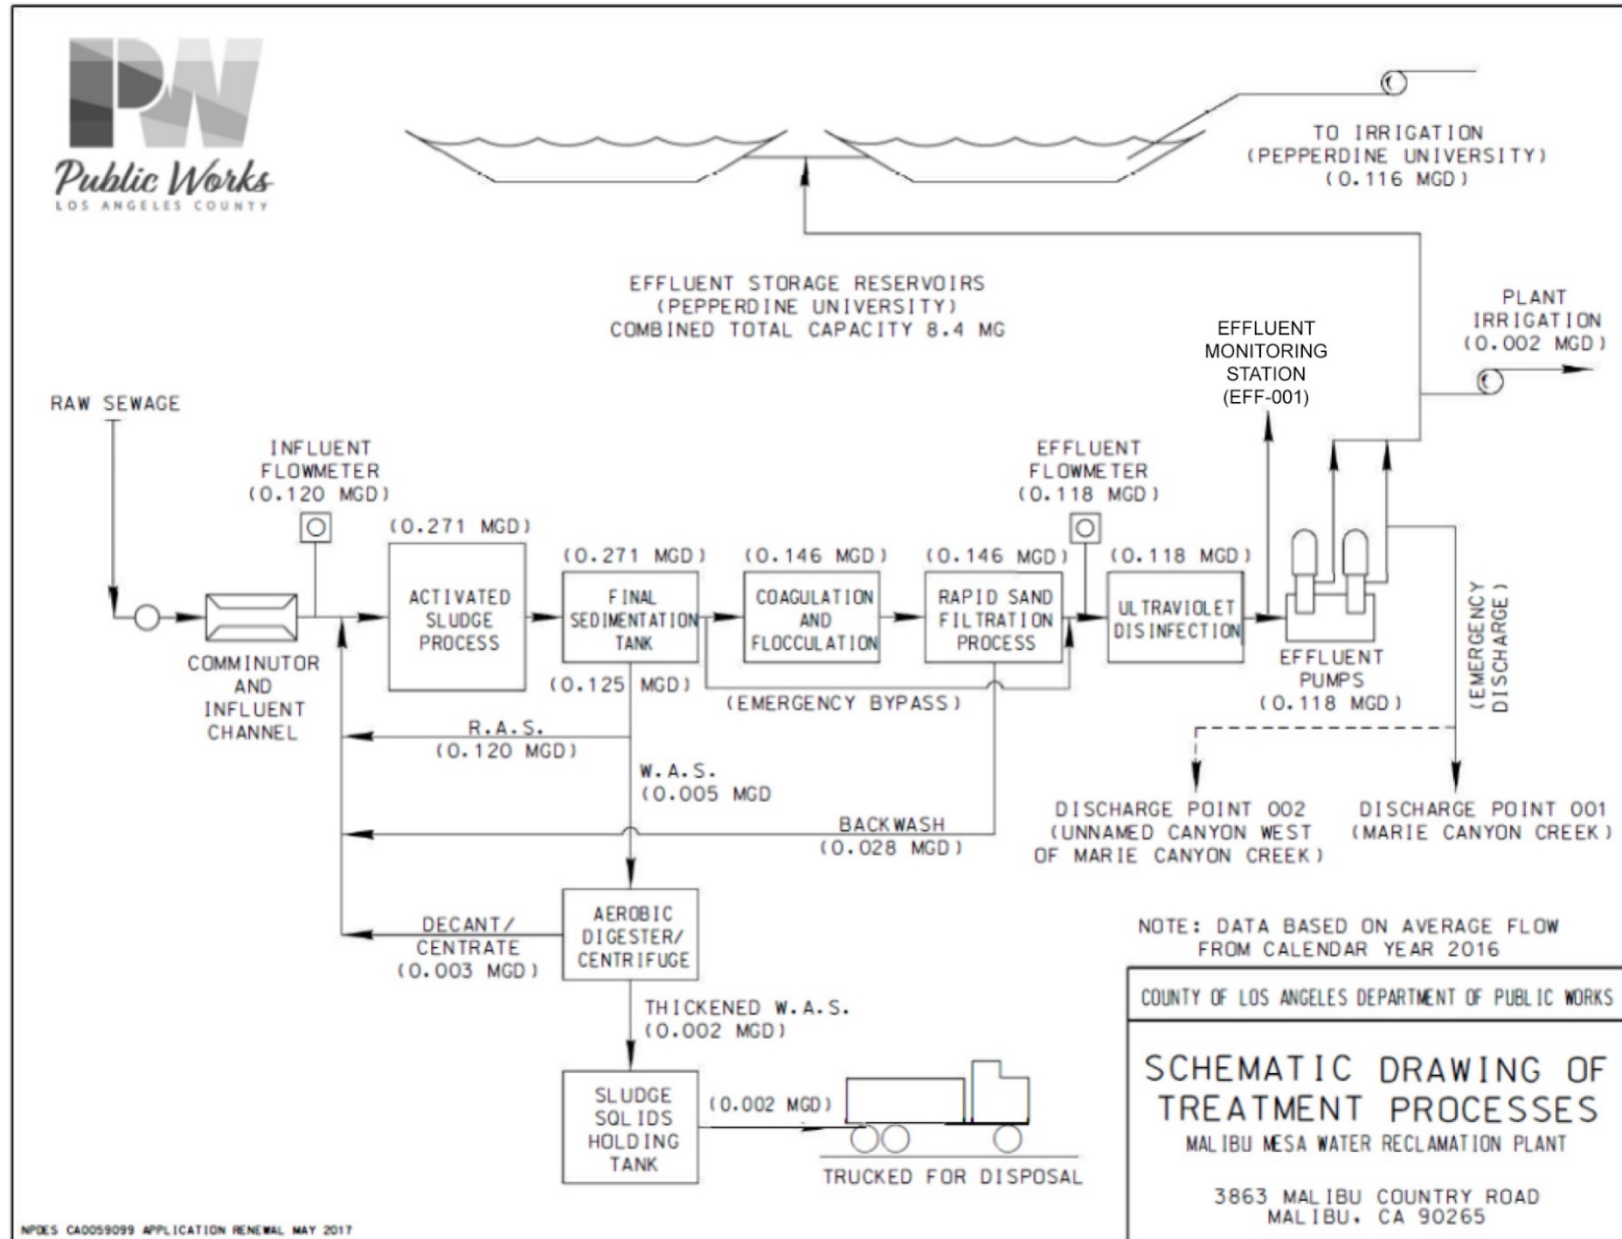 PW
Public Works
LOS ANGELES COUNTY
TO IRRIGATION
(PEPPERDINE UNIVERSITY)
(0.116 MGD)
EFFLUENT STORAGE RESERVOIRS
(PEPPERDINE UNIVERSITY)
COMBINED TOTAL CAPACITY 8.4 MG
PLANT
IRRIGATION
(0.002 MGD)
EFFLUENT
MONITORING
STATION
(EFF-001)
RAW SEWAGE
INFLUENT
FLOWMETER
(0.120 MGD)
EFFLUENT
FLOWMETER
(0.118 MGD)
(0.271 MGD)
ACTIVATED
SLUDGE
PROCESS
(0.271 MGD)
FINAL
SEDIMENTATION
TANK
(0.125 MGD)
(0.146 MGD)
COAGULATION
AND
FLOCCULATION
(0.146 MGD)
RAPID SAND
FILTRATION
PROCESS
(0.118 MGD)
ULTRAVIOLET
DISINFECTION
EFFLUENT
PUMPS
(0.118 MGD)
(EMERGENCY
DISCHARGE)
COMMINUTOR
AND
INFLUENT
CHANNEL
(EMERGENCY BYPASS)
R.A.S.
(0.120 MGD)
W.A.S.
(0.005 MGD
BACKWASH
(0.028 MGD)
DISCHARGE POINT 002
(UNNAMED CANYON WEST
OF MARIE CANYON CREEK)
DISCHARGE POINT 001
(MARIE CANYON CREEK)
DECANT/
CENTRATE
(0.003 MGD)
AEROBIC
DIGESTER/
CENTRIFUGE
THICKENED W.A.S.
(0.002 MGD)
SLUDGE
SOLIDS
HOLDING
TANK
(0.002 MGD)
TRUCKED FOR DISPOSAL
NOTE: DATA BASED ON AVERAGE FLOW
FROM CALENDAR YEAR 2016
COUNTY OF LOS ANGELES DEPARTMENT OF PUBLIC WORKS
SCHEMATIC DRAWING OF
TREATMENT PROCESSES
MALIBU MESA WATER RECLAMATION PLANT
3863 MALIBU COUNTRY ROAD
MALIBU, CA 90265
NPDES CA0059099 APPLICATION RENEWAL MAY 2017